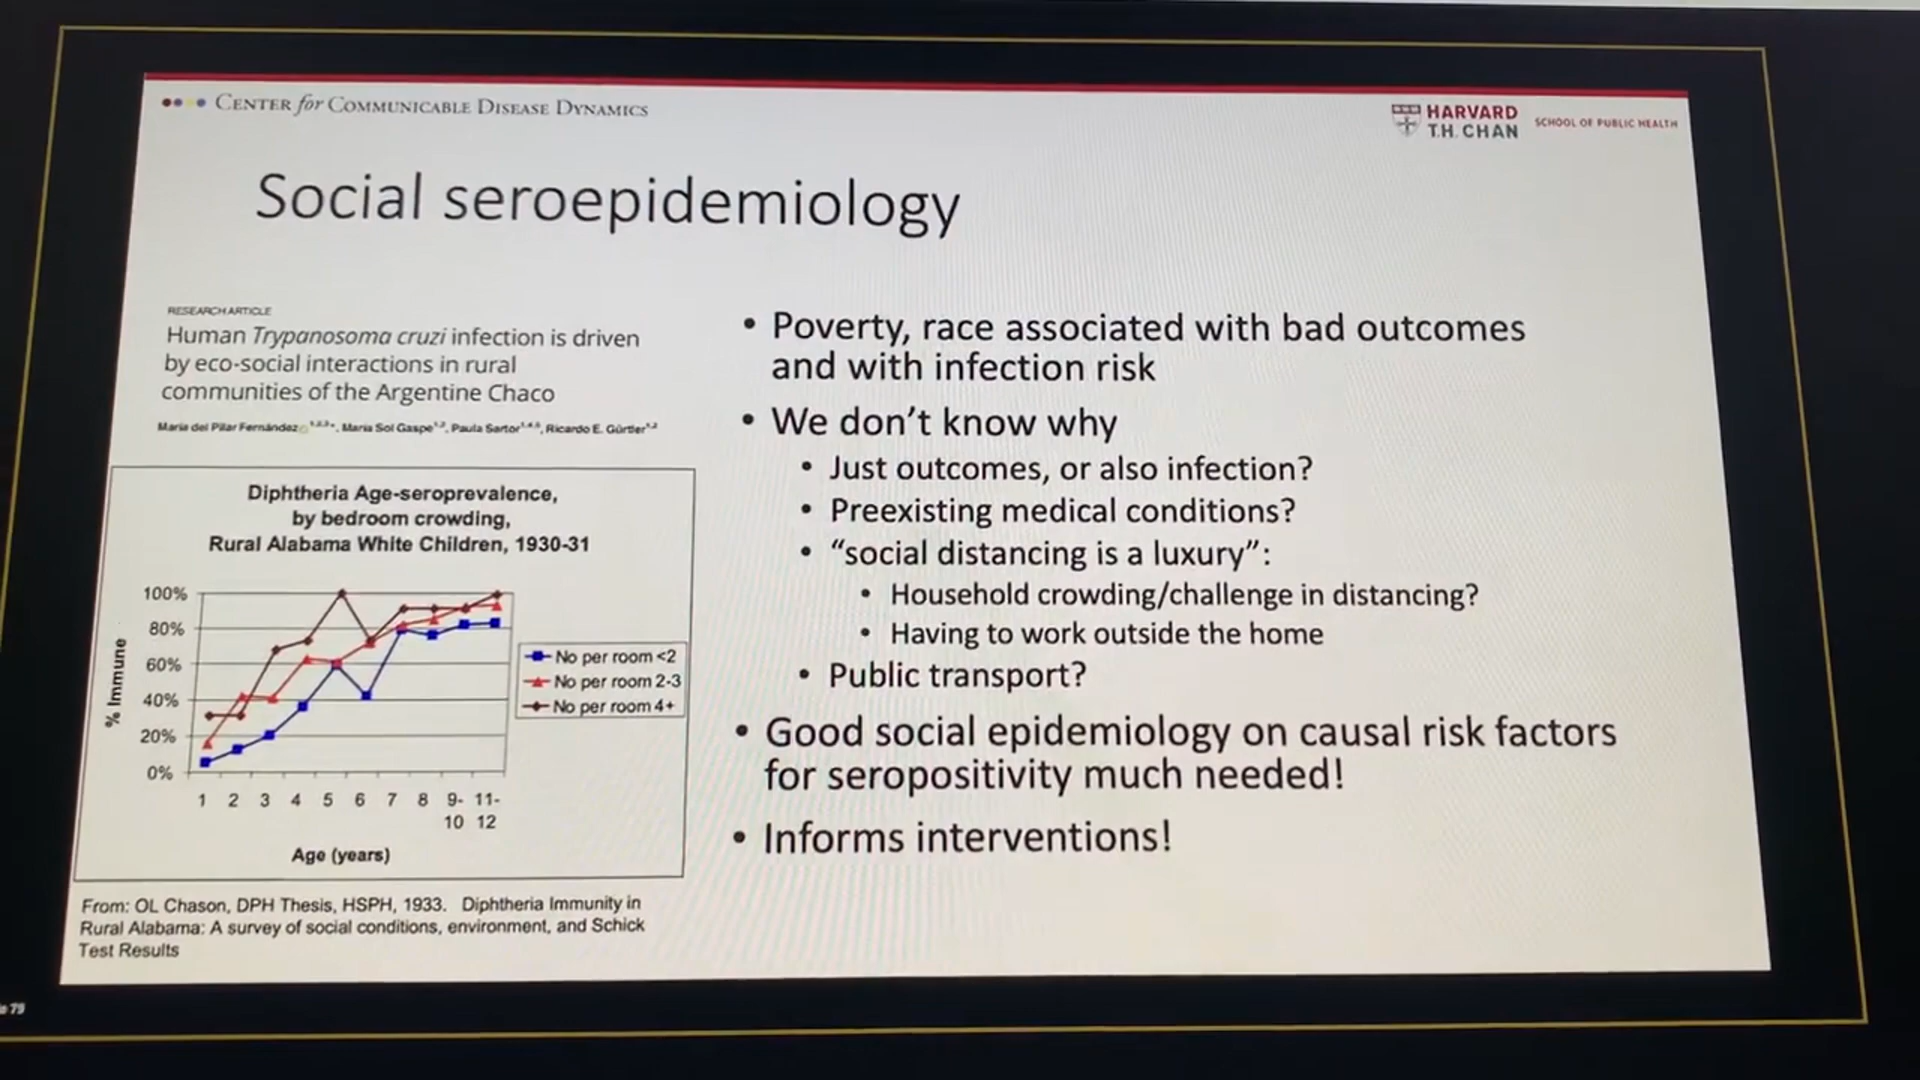 CENTER for COMMUNICABLE DISEASE DYNAMICS
HARVARD
T.H. CHAN
SCHOOL OF PUBLIC HEALTH
Social seroepidemiology
RESEARCH ARTICLE
Human Trypanosoma cruzi infection is driven
by eco-social interactions in rural
communities of the Argentine Chaco
María del Pilar Fernández, María Sol Gaspe, Paula Sartor, Ricardo E. Gürtler
Diphtheria Age-seroprevalence,
by bedroom crowding,
Rural Alabama White Children, 1930-31
100%
80%
60%
40%
20%
0%
% Immune
1 2 3 4 5 6 7 8 9- 11-
10 12
Age (years)
No per room <2
No per room 2-3
No per room 4+
From: OL Chason, DPH Thesis, HSPH, 1933. Diphtheria Immunity in
Rural Alabama: A survey of social conditions, environment, and Schick
Test Results
• Poverty, race associated with bad outcomes
and with infection risk
• We don’t know why
• Just outcomes, or also infection?
• Preexisting medical conditions?
• “social distancing is a luxury”:
• Household crowding/challenge in distancing?
• Having to work outside the home
• Public transport?
• Good social epidemiology on causal risk factors
for seropositivity much needed!
• Informs interventions!